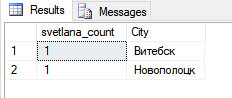 Results Messages
svetlana_count City
1 1 Витебск
2 1 Новополоцк